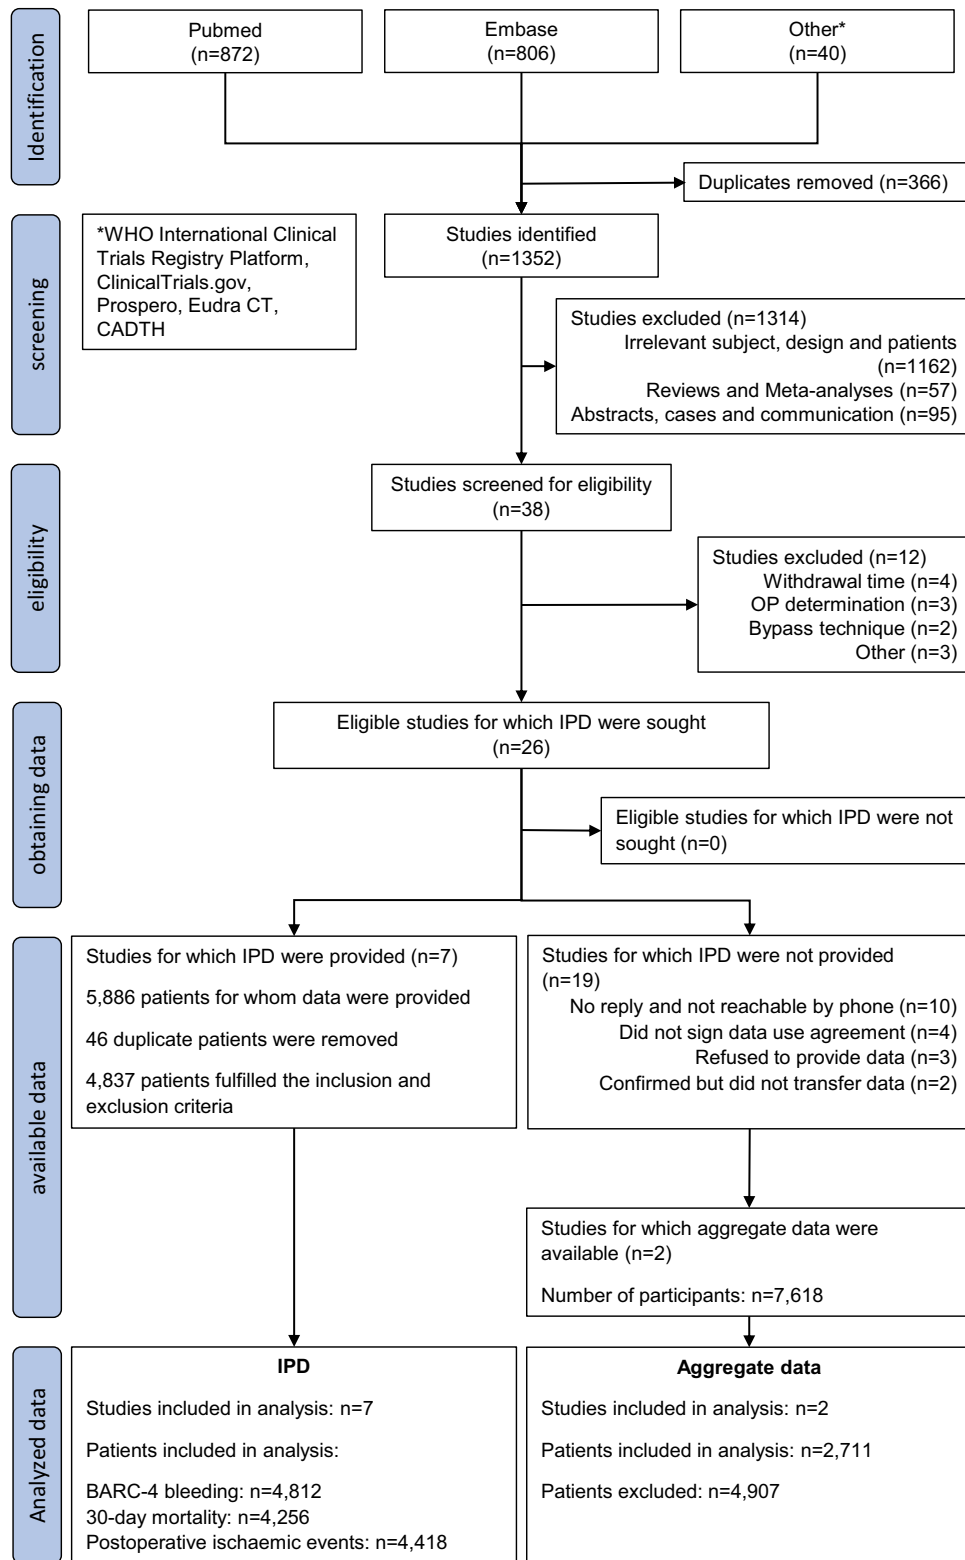 Identification
Pubmed
(n=872)
Embase
(n=806)
Other*
(n=40)
Duplicates removed (n=366)
screening
*WHO International Clinical
Trials Registry Platform,
ClinicalTrials.gov,
Prospero, Eudra CT,
CADTH
Studies identified
(n=1352)
Studies excluded (n=1314)
Irrelevant subject, design and patients
(n=1162)
Reviews and Meta-analyses (n=57)
Abstracts, cases and communication (n=95)
eligibility
Studies screened for eligibility
(n=38)
Studies excluded (n=12)
Withdrawal time (n=4)
OP determination (n=3)
Bypass technique (n=2)
Other (n=3)
obtaining data
Eligible studies for which IPD were sought
(n=26)
Eligible studies for which IPD were not
sought (n=0)
available data
Studies for which IPD were provided (n=7)
5,886 patients for whom data were provided
46 duplicate patients were removed
4,837 patients fulfilled the inclusion and
exclusion criteria
Studies for which IPD were not provided
(n=19)
No reply and not reachable by phone (n=10)
Did not sign data use agreement (n=4)
Refused to provide data (n=3)
Confirmed but did not transfer data (n=2)
Studies for which aggregate data were
available (n=2)
Number of participants: n=7,618
Analyzed data
IPD
Studies included in analysis: n=7
Patients included in analysis:
BARC-4 bleeding: n=4,812
30-day mortality: n=4,256
Postoperative ischaemic events: n=4,418
Aggregate data
Studies included in analysis: n=2
Patients included in analysis: n=2,711
Patients excluded: n=4,907